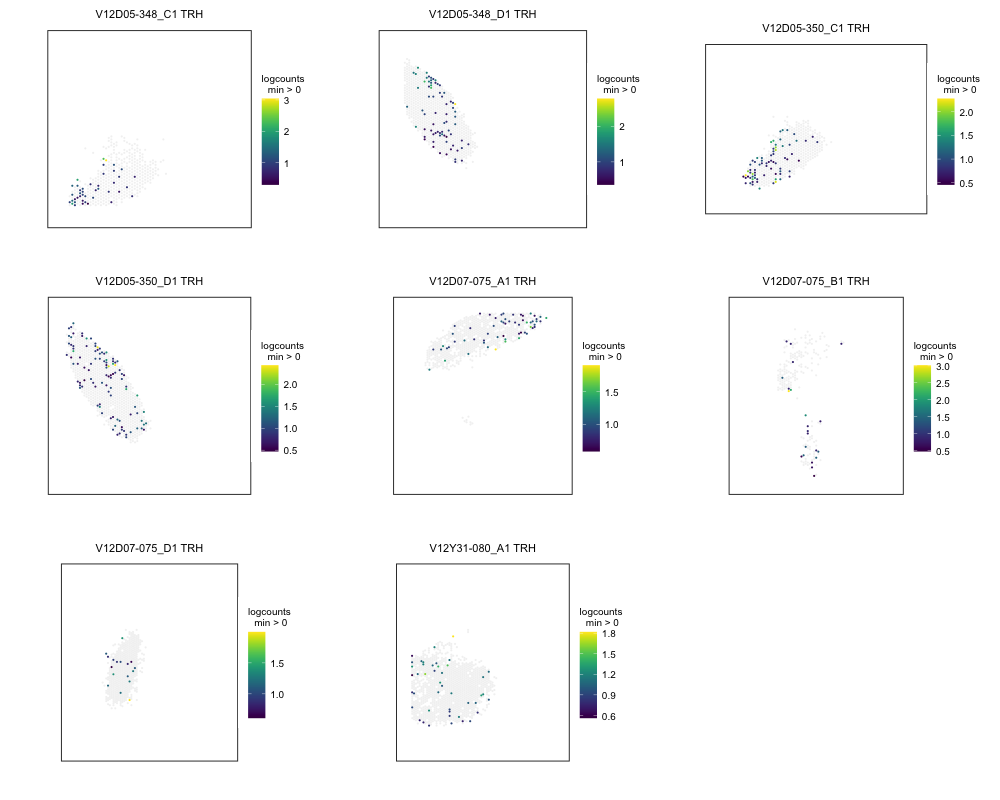 V12D05-348_C1 TRH
logcounts
min > 0
3
2
1
V12D05-348_D1 TRH
logcounts
min > 0
2
1
V12D05-350_C1 TRH
logcounts
min > 0
2.0
1.5
1.0
0.5
V12D05-350_D1 TRH
logcounts
min > 0
2.0
1.5
1.0
0.5
V12D07-075_A1 TRH
logcounts
min > 0
1.5
1.0
V12D07-075_B1 TRH
logcounts
min > 0
3.0
2.5
2.0
1.5
1.0
0.5
V12D07-075_D1 TRH
logcounts
min > 0
1.5
1.0
V12Y31-080_A1 TRH
logcounts
min > 0
1.8
1.5
1.2
0.9
0.6